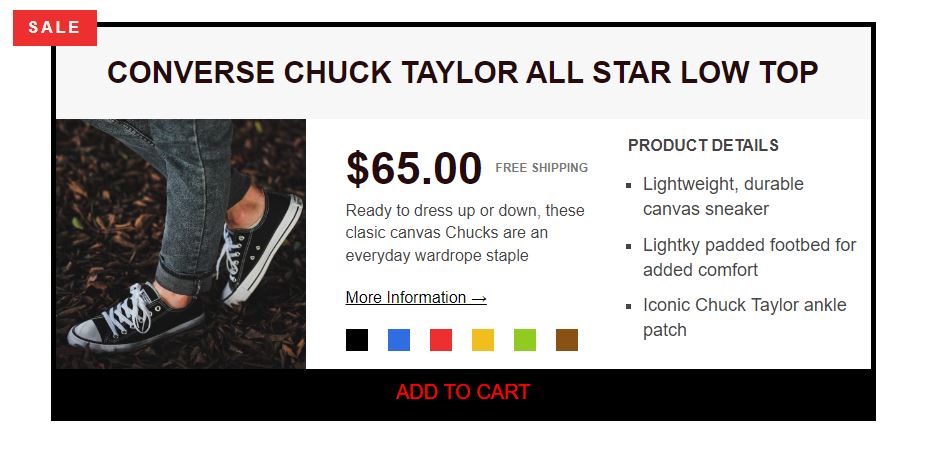 SALE
CONVERSE CHUCK TAYLOR ALL STAR LOW TOP
$65.00 FREE SHIPPING
Ready to dress up or down, these
clasic canvas Chucks are an
everyday wardrope staple
More Information →
PRODUCT DETAILS
▪ Lightweight, durable
canvas sneaker
▪ Lightky padded footbed for
added comfort
▪ Iconic Chuck Taylor ankle
patch
ADD TO CART